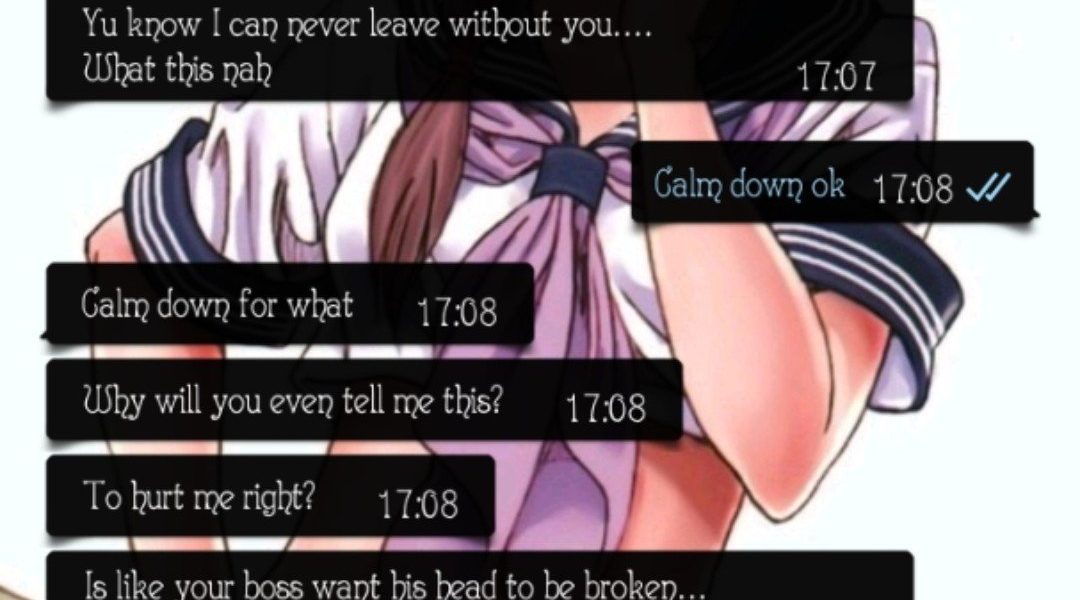 Yu know I can never leave without you....
What this nah
17:07
Calm down ok 17:08
Calm down for what 17:08
Why will you even tell me this? 17:08
To hurt me right? 17:08
Is like your boss want his head to be broken...